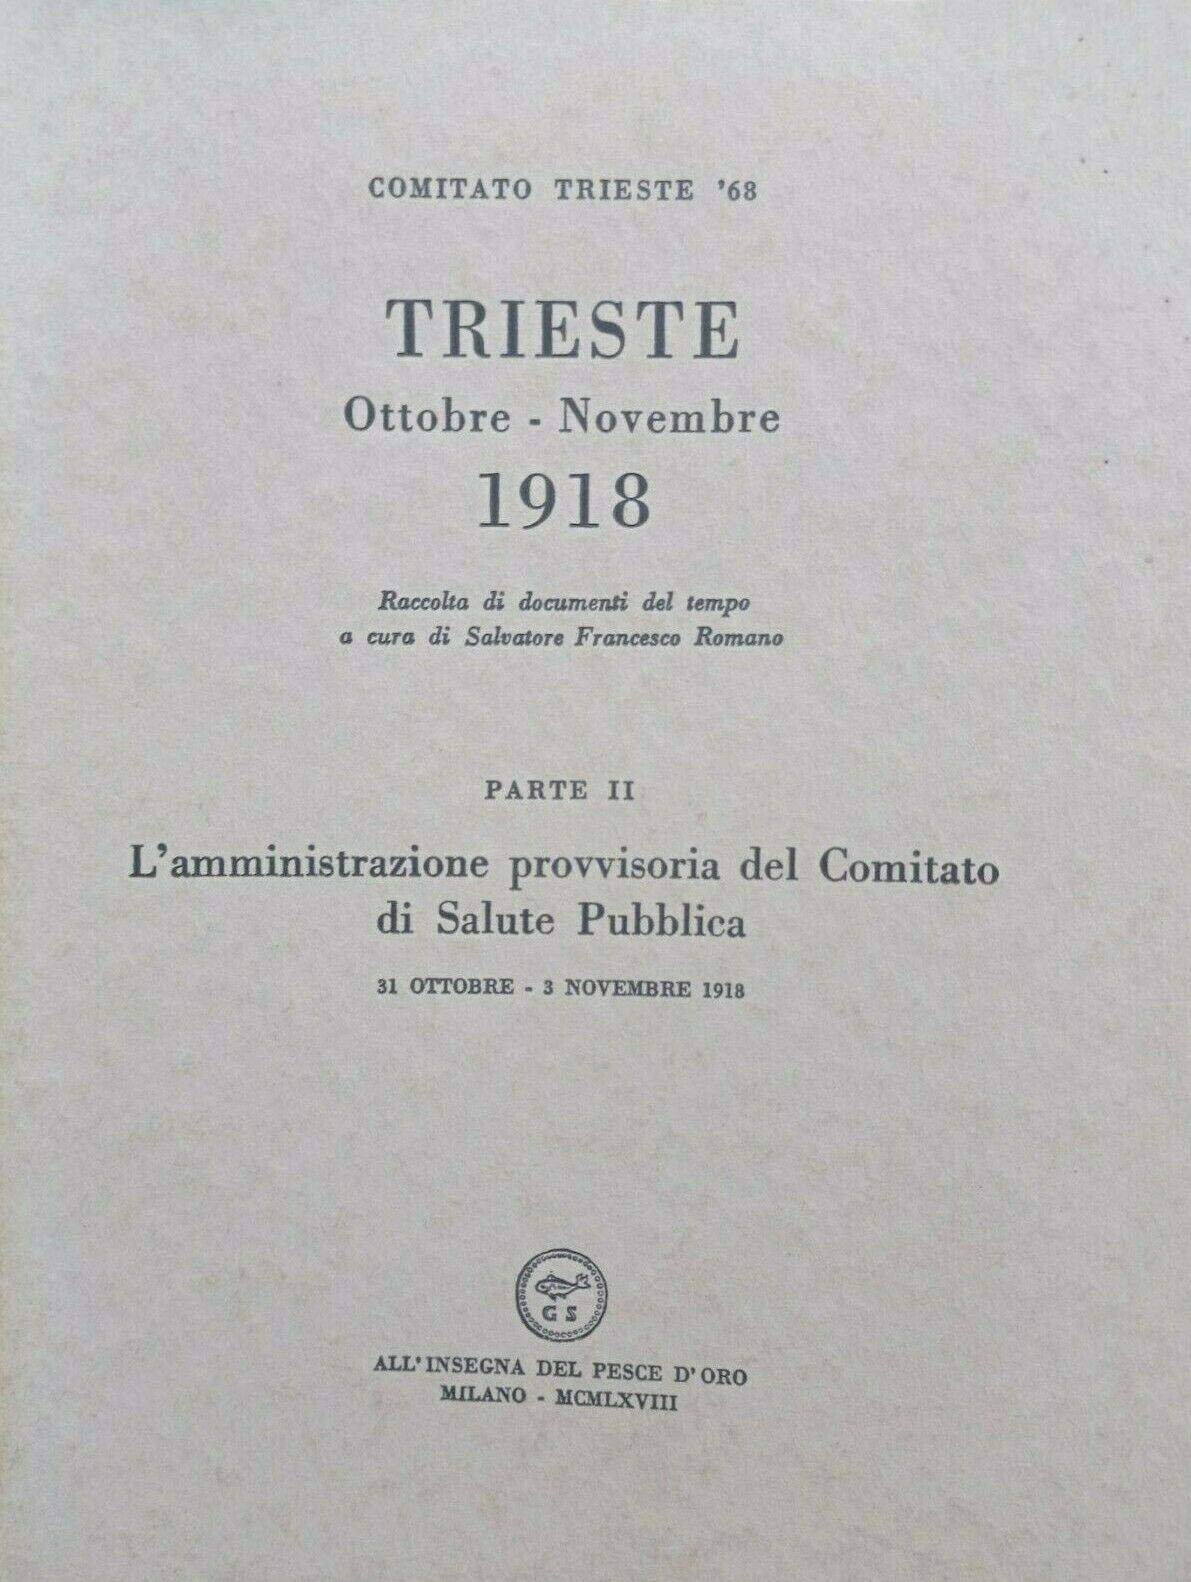 COMITATO TRIESTE '68
TRIESTE
Ottobre - Novembre
1918
Raccolta di documenti del tempo
a cura di Salvatore Francesco Romano
PARTE II
L'amministrazione provvisoria del Comitato
di Salute Pubblica
31 OTTOBRE - 3 NOVEMBRE 1918
G S
ALL'INSEGNA DEL PESCE D'ORO
MILANO - MCMLXVIII